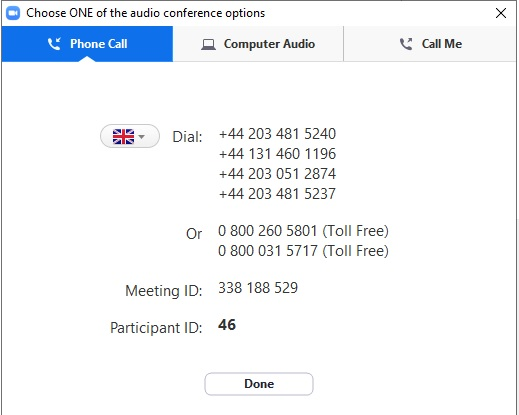 Choose ONE of the audio conference options
Phone Call
Computer Audio
Call Me
Dial: +44 203 481 5240
+44 131 460 1196
+44 203 051 2874
+44 203 481 5237
Or 0 800 260 5801 (Toll Free)
0 800 031 5717 (Toll Free)
Meeting ID: 338 188 529
Participant ID: 46
Done